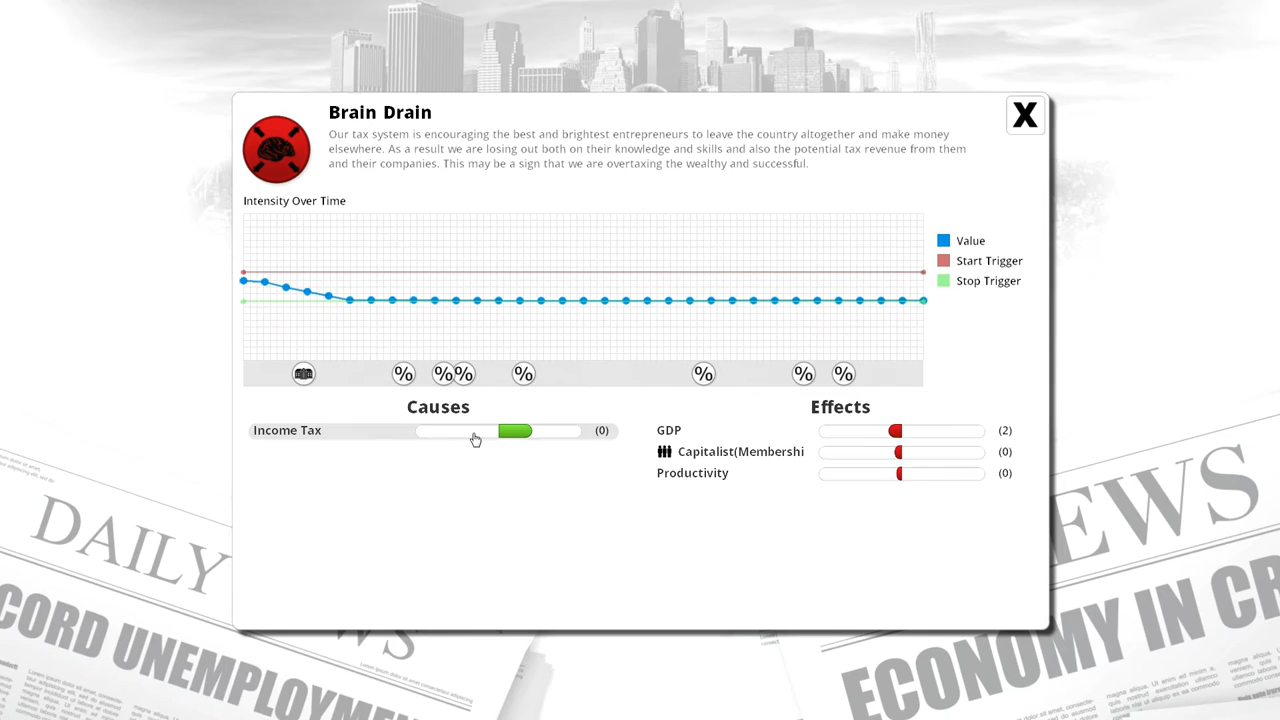 Brain Drain
X
Our tax system is encouraging the best and brightest entrepreneurs to leave the country altogether and make money
elsewhere. As a result we are losing out both on their knowledge and skills and also the potential tax revenue from them
and their companies. This may be a sign that we are overtaxing the wealthy and successful.
Intensity Over Time
Value
Start Trigger
Stop Trigger
% % % % % % %
Causes
Effects
Income Tax (0)
GDP (2)
Capitalist(Membershi (0)
Productivity (0)
DAILY
EWS
WS
CORD UNEMPLOYME
ECONOMY IN CR